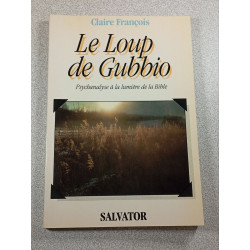 Claire François
Le Loup
de Gubbio
Psychanalyse à la lumière de la Bible
SALVATOR